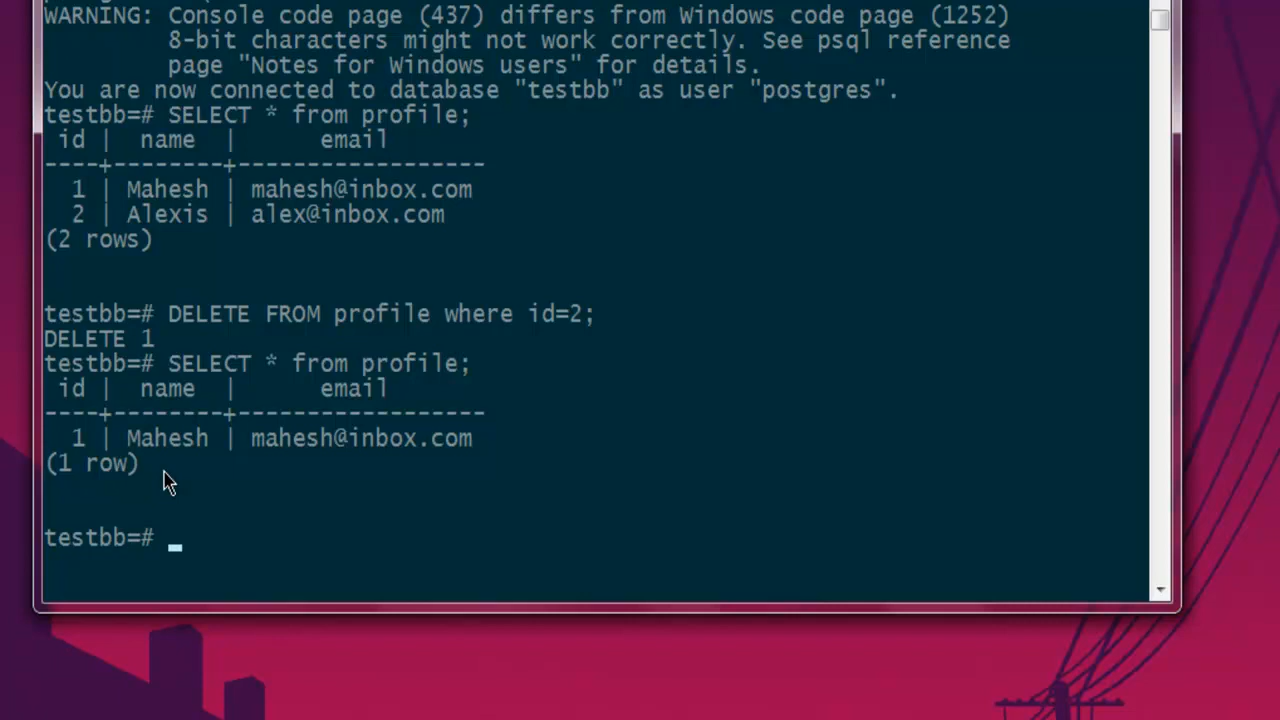 WARNING: Console code page (437) differs from Windows code page (1252)
         8-bit characters might not work correctly. See psql reference
         page "Notes for Windows users" for details.
You are now connected to database "testbb" as user "postgres".
testbb=# SELECT * from profile;
 id |  name  |      email
----+--------+------------------
  1 | Mahesh | mahesh@inbox.com
  2 | Alexis | alex@inbox.com
(2 rows)
testbb=# DELETE FROM profile where id=2;
DELETE 1
testbb=# SELECT * from profile;
 id |  name  |      email
----+--------+------------------
  1 | Mahesh | mahesh@inbox.com
(1 row)
testbb=#